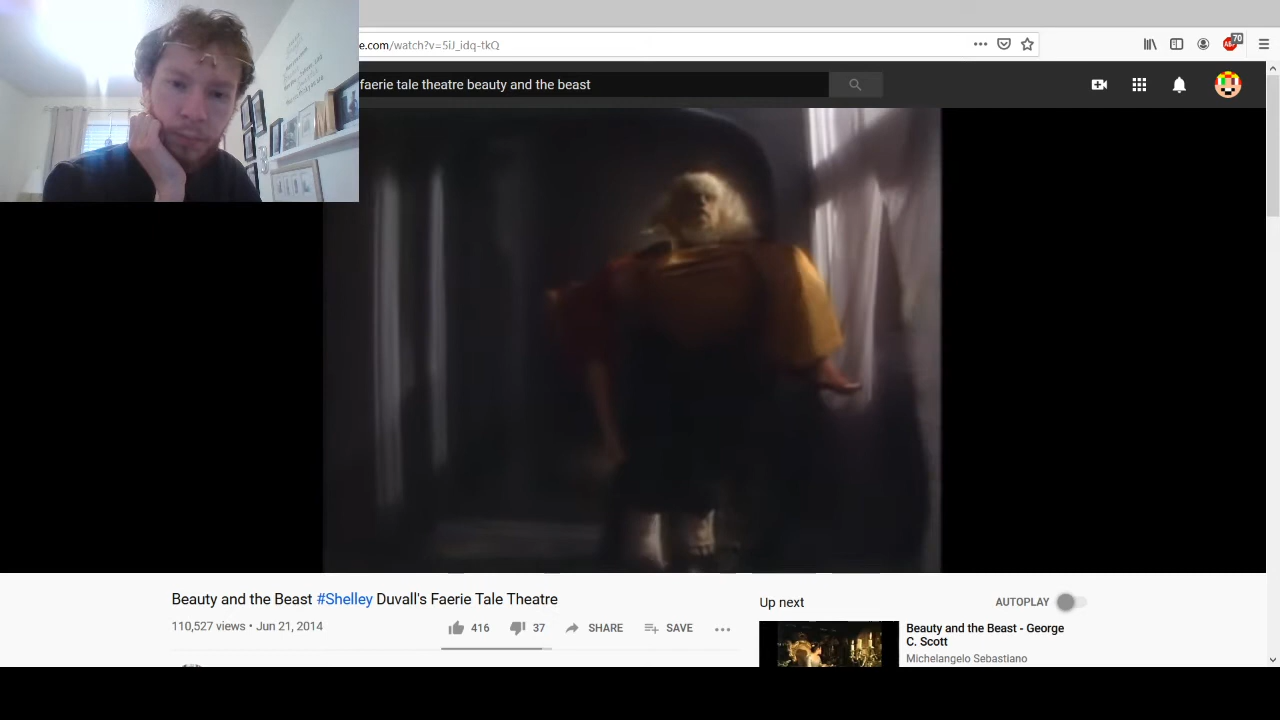 e.com/watch?v=5iJ_idq-tkQ
70
faerie tale theatre beauty and the beast
Beauty and the Beast #Shelley Duvall's Faerie Tale Theatre
110,527 views • Jun 21, 2014
416
37
SHARE
SAVE
Up next
AUTOPLAY
Beauty and the Beast - George
C. Scott
Michelangelo Sebastiano